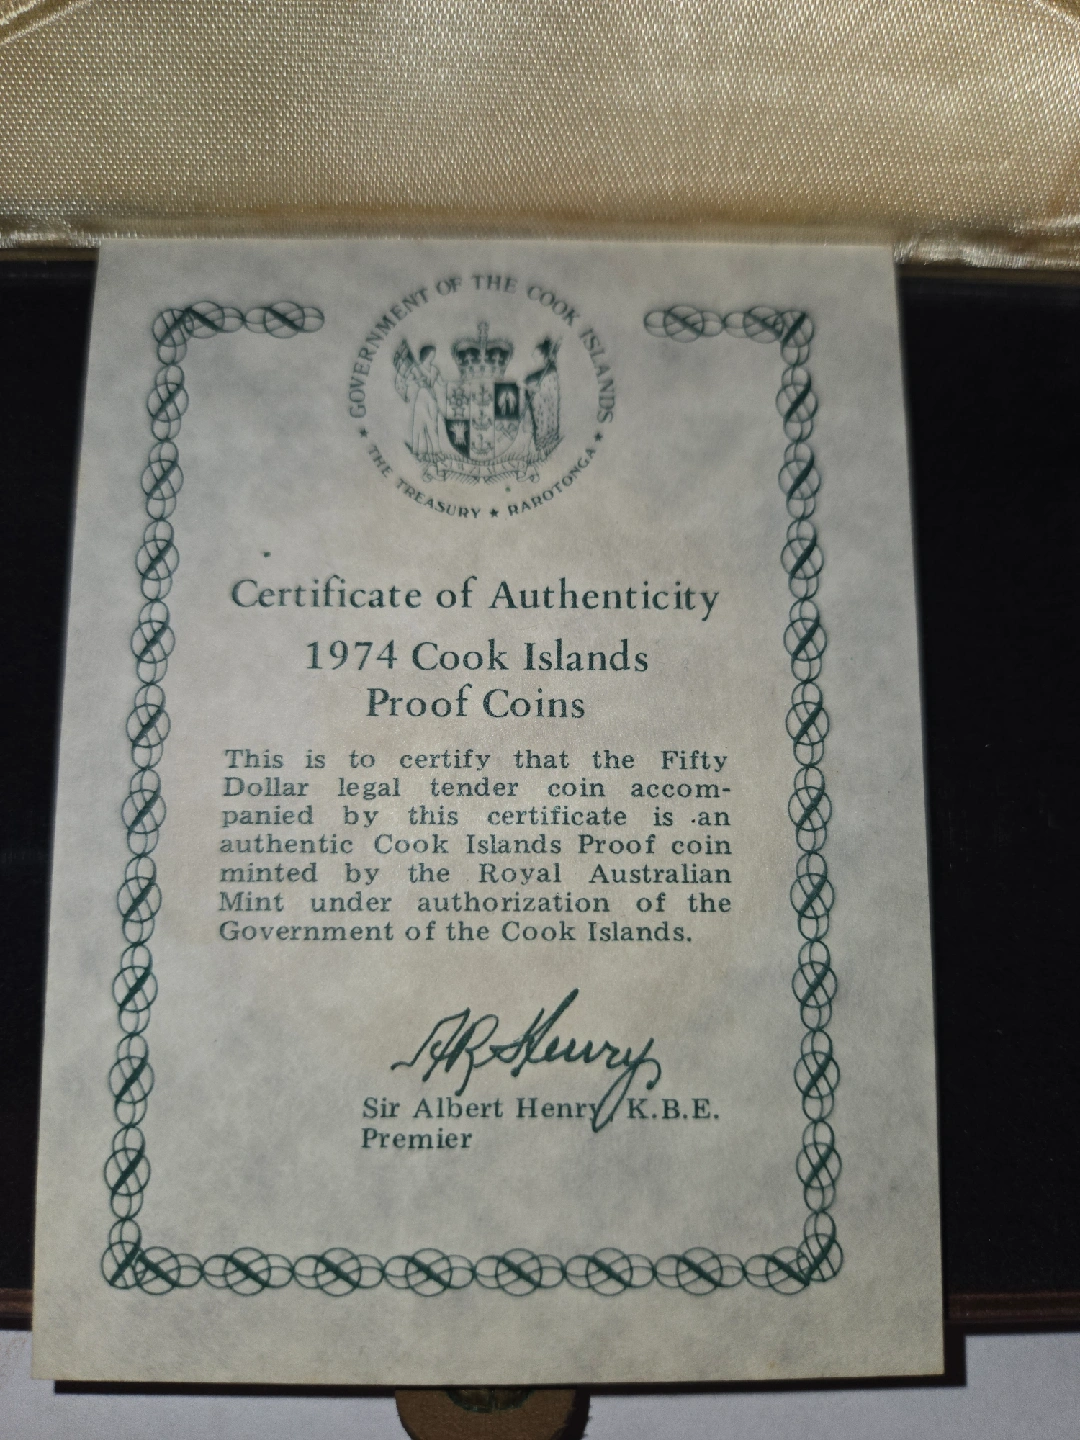 GOVERNMENT OF THE COOK ISLANDS
★ THE TREASURY ★ RAROTONGA ★
Certificate of Authenticity
1974 Cook Islands
Proof Coins
This is to certify that the Fifty
Dollar legal tender coin accom-
panied by this certificate is an
authentic Cook Islands Proof coin
minted by the Royal Australian
Mint under authorization of the
Government of the Cook Islands.
A R Henry
Sir Albert Henry K.B.E.
Premier